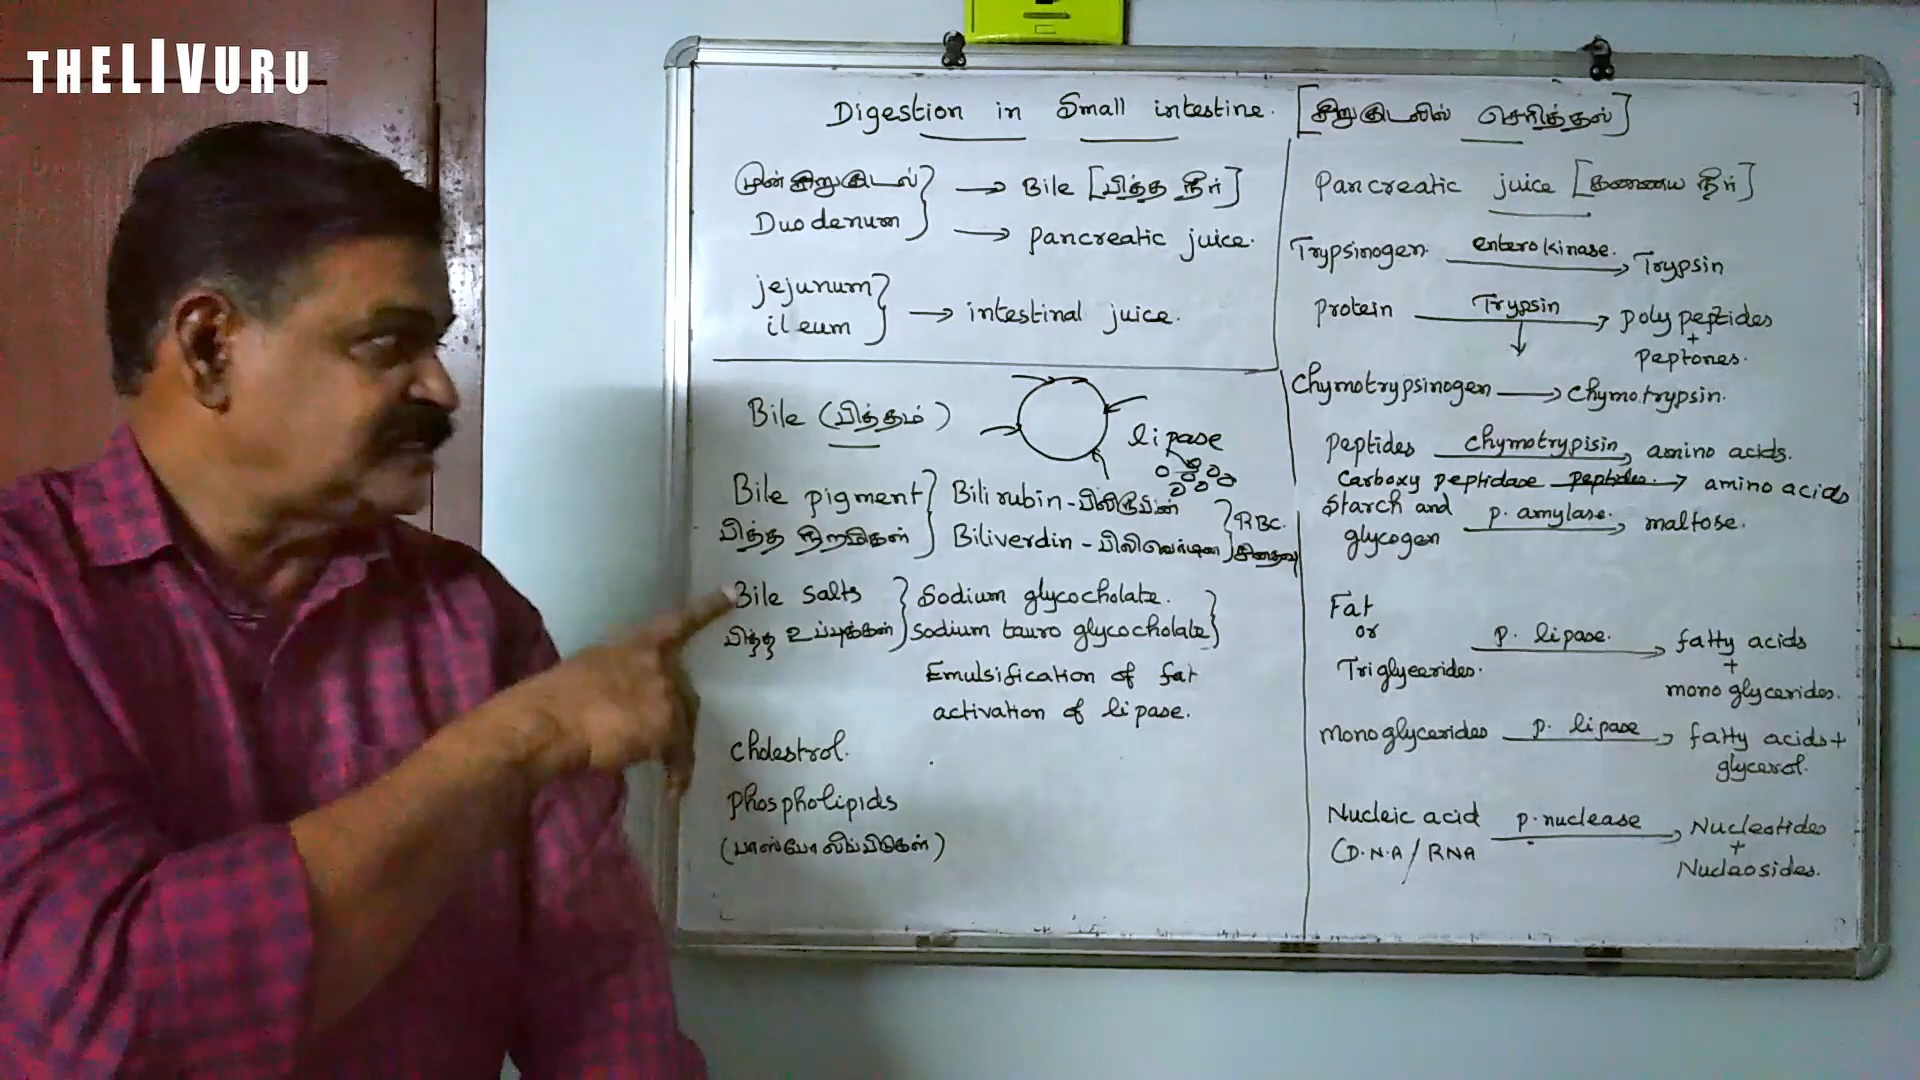 THELIVURU
Digestion in Small intestine. [சிறுகுடலில் செரித்தல்]
முன்சிறுகுடல்
Duodenum
→ Bile [பித்த நீர்]
→ pancreatic juice.
jejunum
ileum
→ intestinal juice.
Bile (பித்தம்)
lipase
Bile pigment
பித்த நிறமிகள்
Bilirubin - பிலிருபின்
Biliverdin - பிலிவெர்டின்
RBC.
சிதைவு
Bile salts
பித்த உப்புக்கள்
Sodium glycocholate.
Sodium tauro glycocholate
Emulsification of fat
activation of lipase.
Cholestrol.
phospholipids
(பாஸ்போலிப்பிடுகள்)
Pancreatic juice [கணைய நீர்]
Trypsinogen enterokinase. → Trypsin
Protein Trypsin → poly peptides
+
peptones.
Chymotrypsinogen → chymotrypsin.
peptides chymotrypisin → amino acids.
Carboxy peptidase peptides. → amino acids
Starch and
glycogen p. amylase. → maltose.
Fat
or
Triglycerides. p. lipase. → fatty acids
+
mono glycerides.
Monoglycerides p. lipase → fatty acids +
glycerol.
Nucleic acid p. nuclease → Nucleotides
(D.N.A / RNA +
Nucleosides.